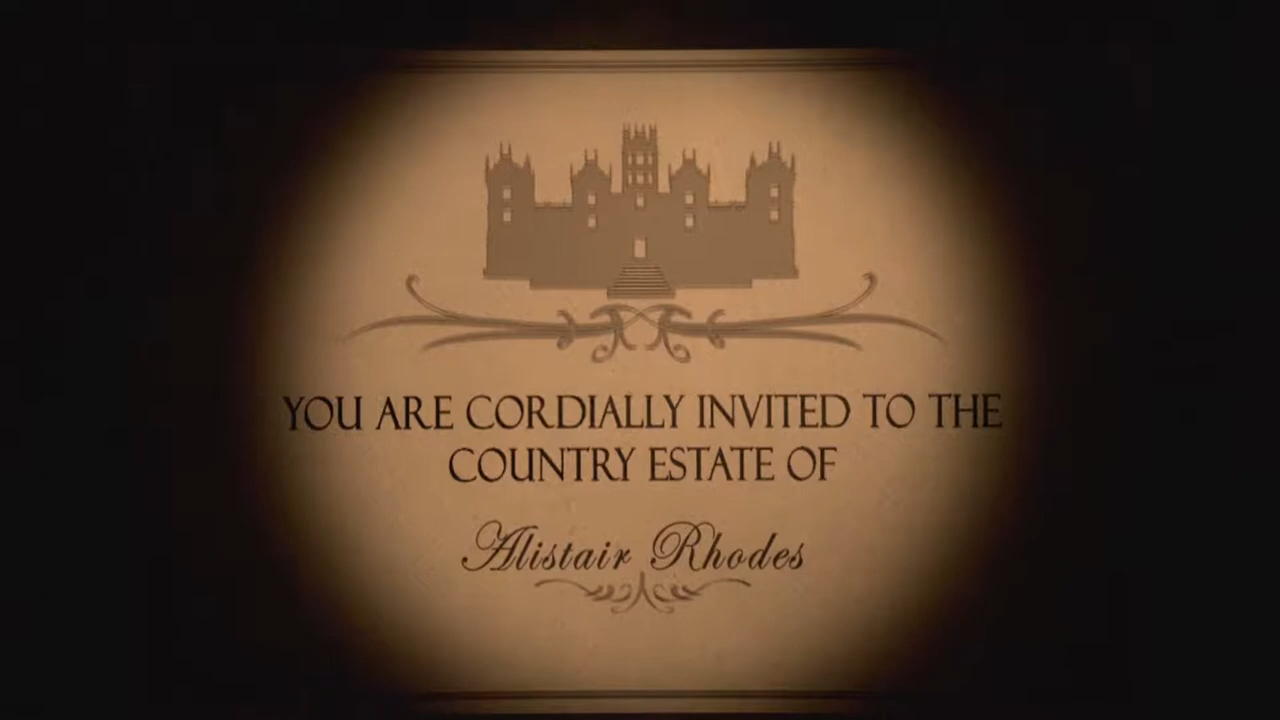 YOU ARE CORDIALLY INVITED TO THE
COUNTRY ESTATE OF
Alistair Rhodes